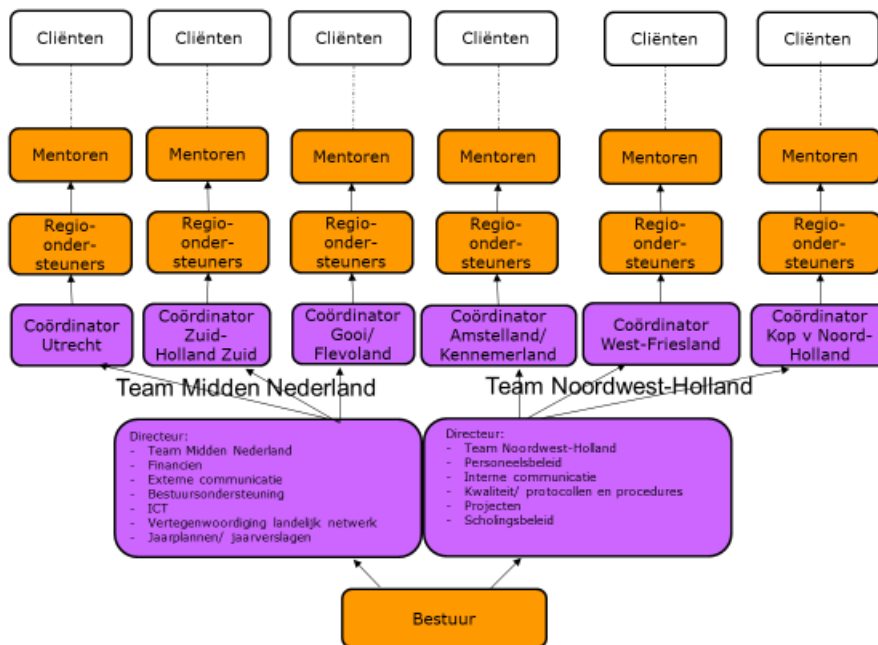 Cliënten
Cliënten
Cliënten
Cliënten
Cliënten
Cliënten
Mentoren
Mentoren
Mentoren
Mentoren
Mentoren
Mentoren
Regio-
onder-
steuners
Regio-
onder-
steuners
Regio-
onder-
steuners
Regio-
onder-
steuners
Regio-
onder-
steuners
Regio-
onder-
steuners
Coördinator
Utrecht
Coördinator
Zuid-
Holland Zuid
Coördinator
Gooi/
Flevoland
Coördinator
Amstelland/
Kennemerland
Coördinator
West-Friesland
Coördinator
Kop v Noord-
Holland
Team Midden Nederland
Team Noordwest-Holland
Directeur:
- Team Midden Nederland
- Financien
- Externe communicatie
- Bestuursondersteuning
- ICT
- Vertegenwoordiging landelijk netwerk
- Jaarplannen/ jaarverslagen
Directeur:
- Team Noordwest-Holland
- Personeelsbeleid
- Interne communicatie
- Kwaliteit/ protocollen en procedures
- Projecten
- Scholingsbeleid
Bestuur